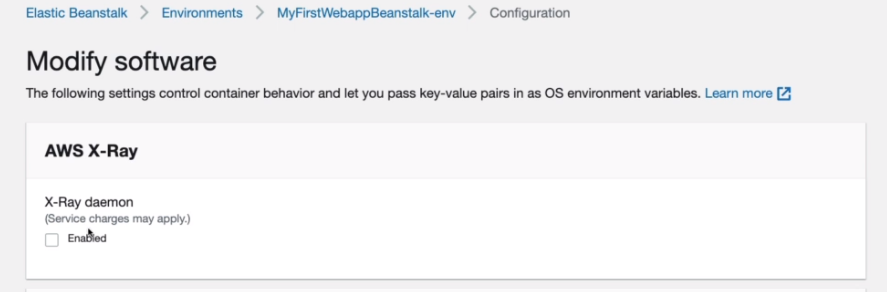 Elastic Beanstalk > Environments > MyFirstWebappBeanstalk-env > Configuration
Modify software
The following settings control container behavior and let you pass key-value pairs in as OS environment variables. Learn more
AWS X-Ray
X-Ray daemon
(Service charges may apply.)
Enabled